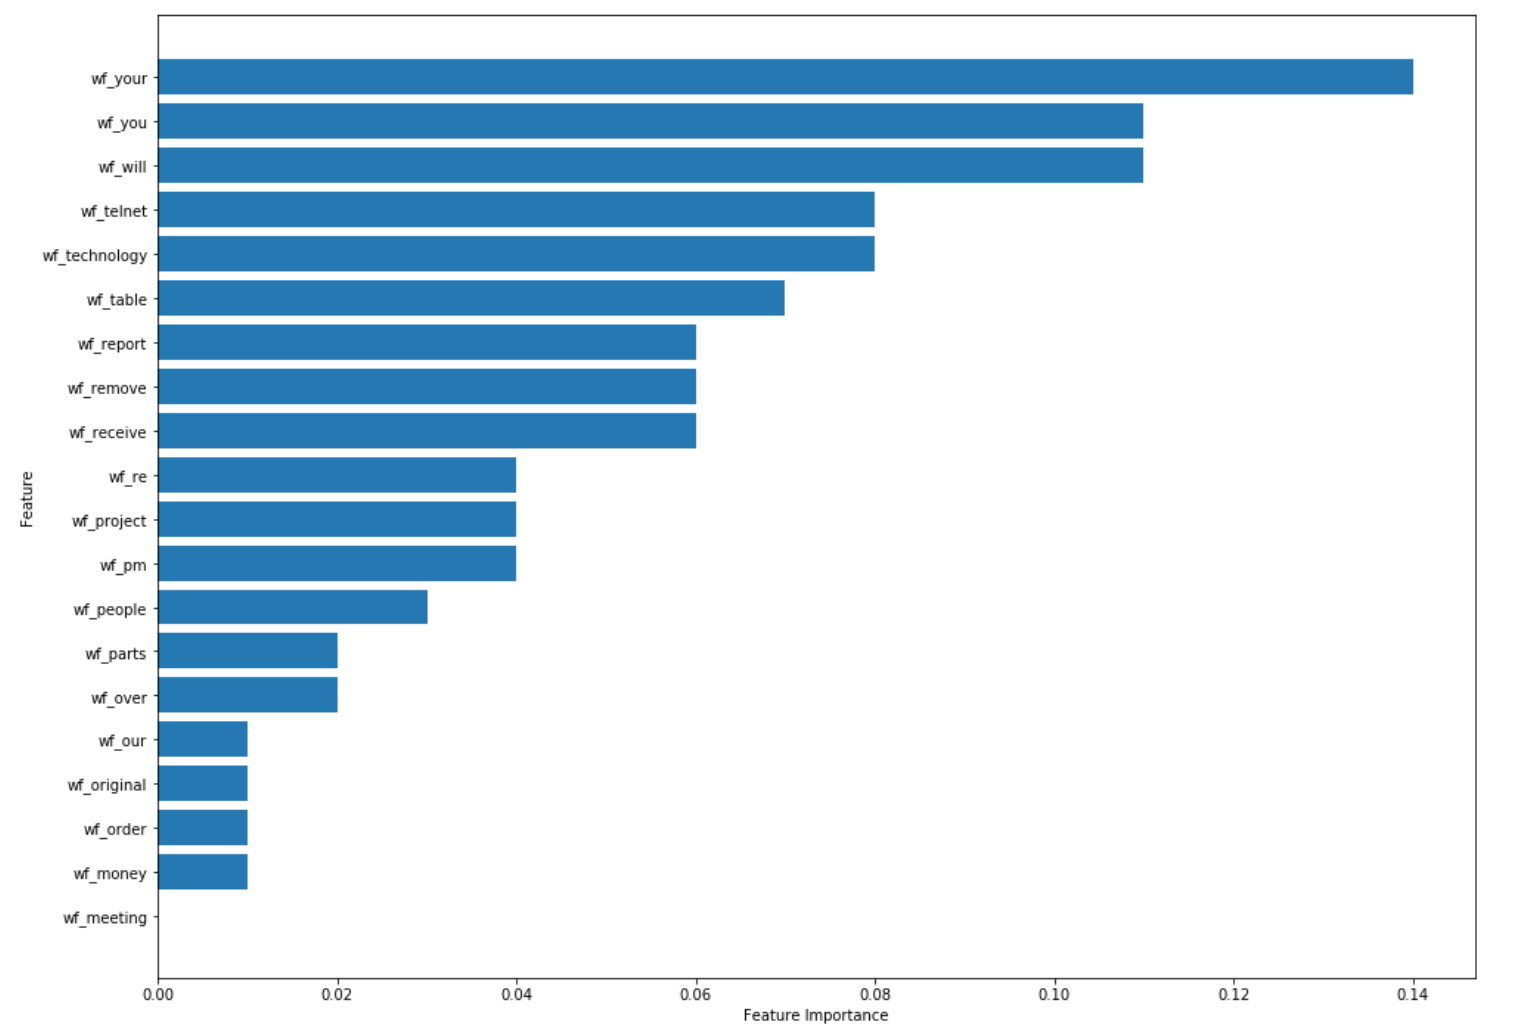 wf_your
wf_you
wf_will
wf_telnet
wf_technology
wf_table
wf_report
wf_remove
wf_receive
wf_re
wf_project
wf_pm
wf_people
wf_parts
wf_over
wf_our
wf_original
wf_order
wf_money
wf_meeting
Feature
0.00 0.02 0.04 0.06 0.08 0.10 0.12 0.14
Feature Importance